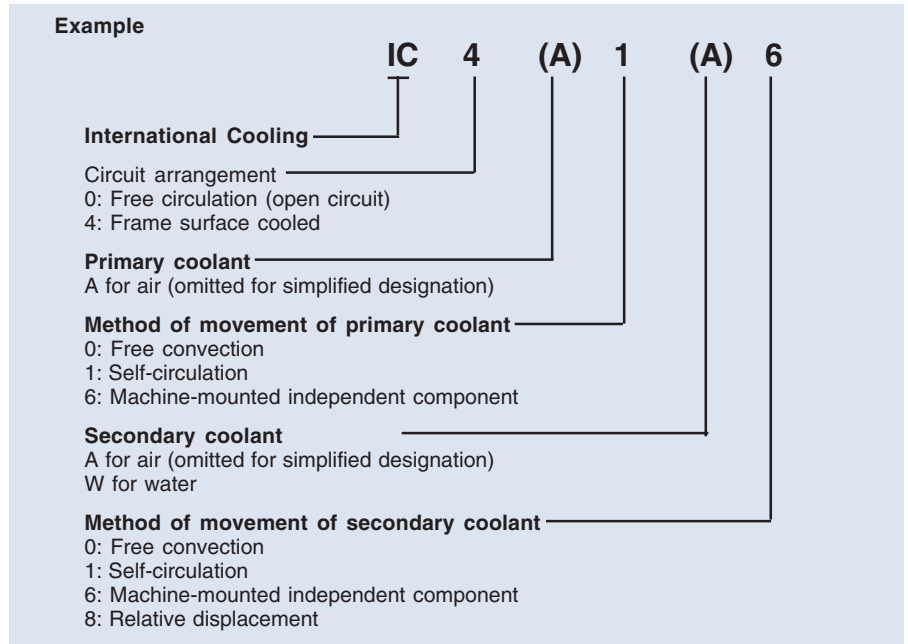 Example
IC 4 (A) 1 (A) 6
International Cooling
Circuit arrangement
0: Free circulation (open circuit)
4: Frame surface cooled
Primary coolant
A for air (omitted for simplified designation)
Method of movement of primary coolant
0: Free convection
1: Self-circulation
6: Machine-mounted independent component
Secondary coolant
A for air (omitted for simplified designation)
W for water
Method of movement of secondary coolant
0: Free convection
1: Self-circulation
6: Machine-mounted independent component
8: Relative displacement